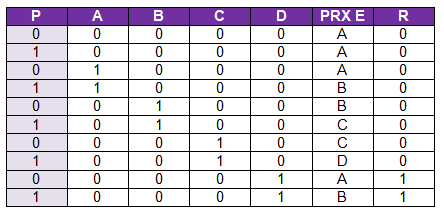 P A B C D PRX E R
0 0 0 0 0 A 0
1 0 0 0 0 A 0
0 1 0 0 0 A 0
1 1 0 0 0 B 0
0 0 1 0 0 B 0
1 0 1 0 0 C 0
0 0 0 1 0 C 0
1 0 0 1 0 D 0
0 0 0 0 1 A 1
1 0 0 0 1 B 1